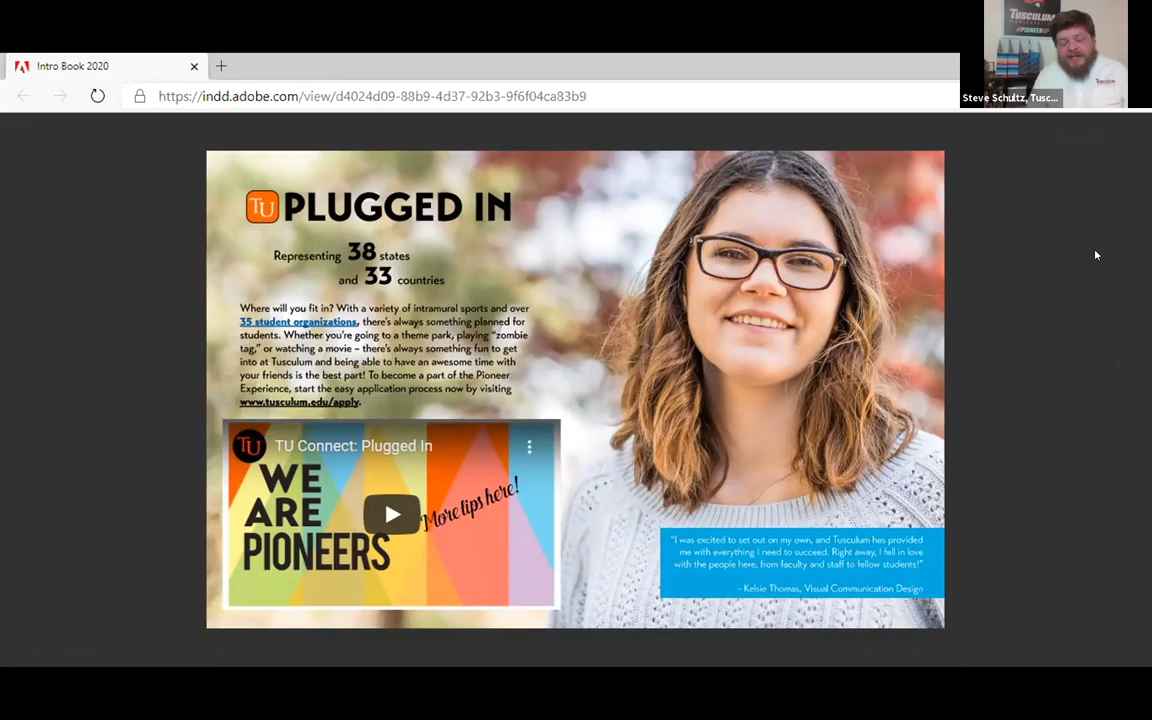 Intro Book 2020
https://indd.adobe.com/view/d4024d09-88b9-4d37-92b3-9f6f04ca83b9
TUSCULUM
#PIONEERUP
TUSCULUM
Steve Schultz, Tusc...
TU PLUGGED IN
Representing 38 states
and 33 countries
Where will you fit in? With a variety of intramural sports and over
35 student organizations, there's always something planned for
students. Whether you're going to a theme park, playing "zombie
tag," or watching a movie – there's always something fun to get
into at Tusculum and being able to have an awesome time with
your friends is the best part! To become a part of the Pioneer
Experience, start the easy application process now by visiting
www.tusculum.edu/apply.
TU TU Connect: Plugged In
WE
ARE
PIONEERS
More tips here!
"I was excited to set out on my own, and Tusculum has provided
me with everything I need to succeed. Right away, I fell in love
with the people here, from faculty and staff to fellow students!"
- Kelsie Thomas, Visual Communication Design